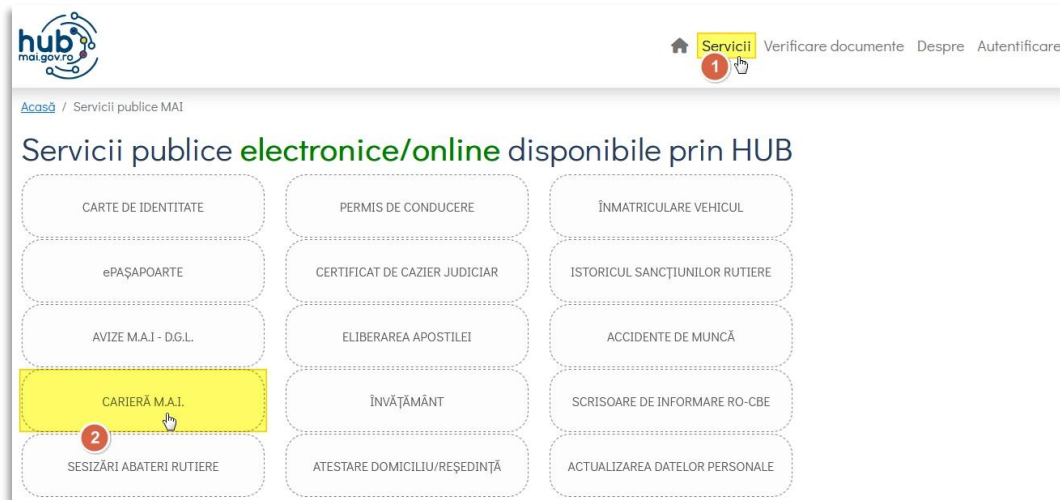 hub
mai.gov.ro
Servicii Verificare documente Despre Autentificare
1
Acasă / Servicii publice MAI
Servicii publice electronice/online disponibile prin HUB
CARTE DE IDENTITATE PERMIS DE CONDUCERE ÎNMATRICULARE VEHICUL
ePAȘAPOARTE CERTIFICAT DE CAZIER JUDICIAR ISTORICUL SANCȚIUNILOR RUTIERE
AVIZE M.A.I - D.G.L. ELIBERAREA APOSTILEI ACCIDENTE DE MUNCĂ
CARIERĂ M.A.I. ÎNVĂȚĂMÂNT SCRISOARE DE INFORMARE RO-CBE
2
SESIZĂRI ABATERI RUTIERE ATESTARE DOMICILIU/REȘEDINȚĂ ACTUALIZAREA DATELOR PERSONALE